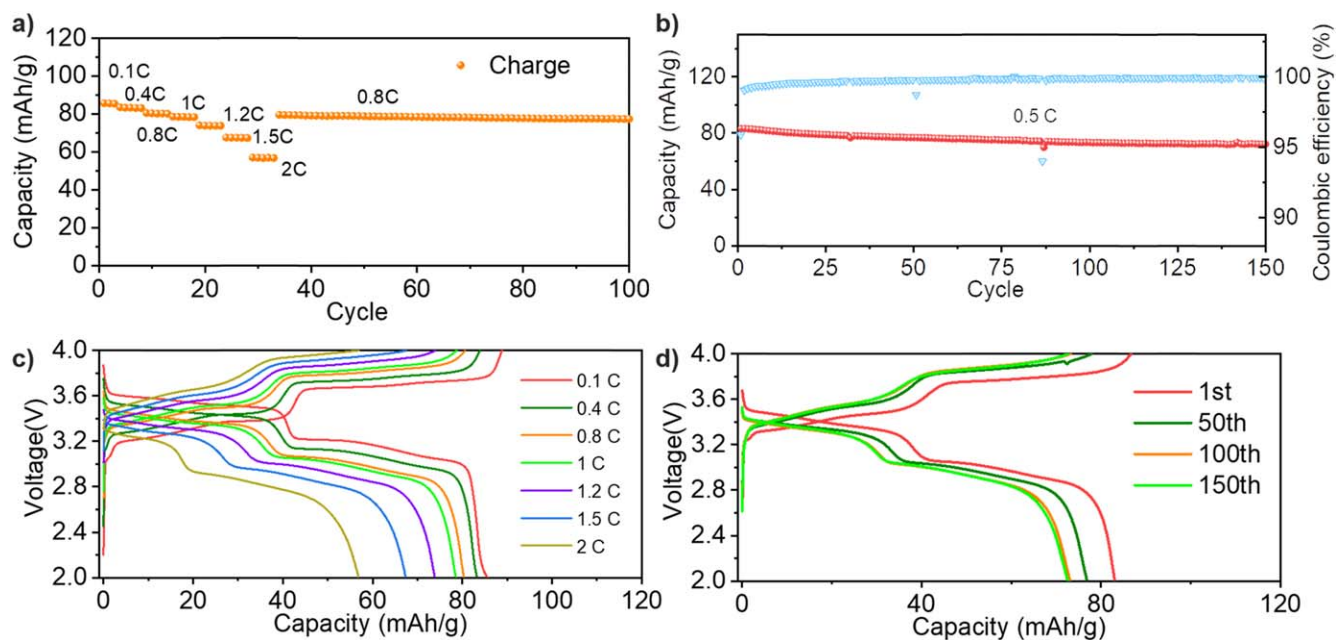 a)
Capacity (mAh/g)
120
100
80
60
40
20
0
0.1C
0.4C
0.8C
1C
1.2C
1.5C
2C
0.8C
Charge
0 20 40 60 80 100
Cycle
b)
Capacity (mAh/g)
120
80
40
0
0.5 C
100
95
90
Coulombic efficiency (%)
0 25 50 75 100 125 150
Cycle
c)
Voltage(V)
4.0
3.6
3.2
2.8
2.4
2.0
0.1 C
0.4 C
0.8 C
1 C
1.2 C
1.5 C
2 C
0 20 40 60 80 100 120
Capacity (mAh/g)
d)
Voltage(V)
4.0
3.6
3.2
2.8
2.4
2.0
1st
50th
100th
150th
0 40 80 120
Capacity (mAh/g)